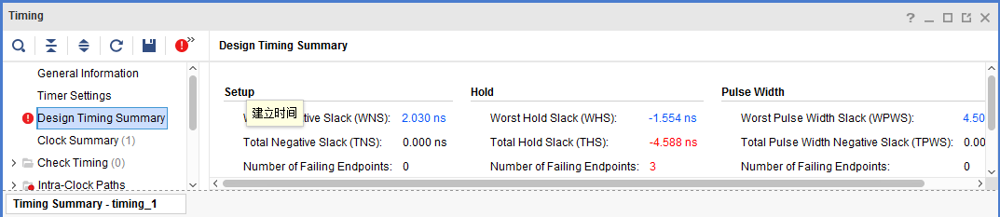 Timing
Design Timing Summary
General Information
Timer Settings
Design Timing Summary
Clock Summary (1)
Check Timing (0)
Intra-Clock Paths
Setup
建立时间
Negative Slack (WNS): 2.030 ns
Total Negative Slack (TNS): 0.000 ns
Number of Failing Endpoints: 0
Hold
Worst Hold Slack (WHS): -1.554 ns
Total Hold Slack (THS): -4.588 ns
Number of Failing Endpoints: 3
Pulse Width
Worst Pulse Width Slack (WPWS): 4.50
Total Pulse Width Negative Slack (TPWS): 0.00
Number of Failing Endpoints: 0
Timing Summary - timing_1